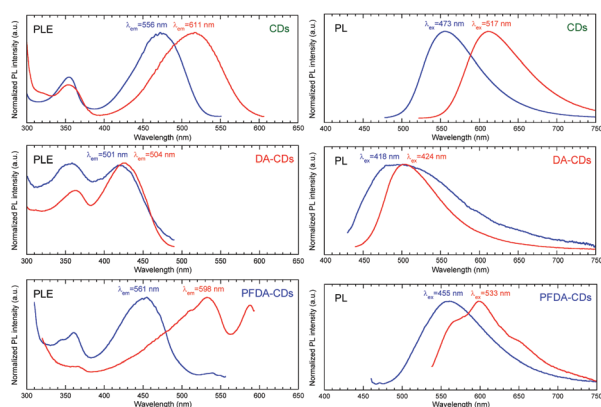 PLE
λem=556 nm λem=611 nm
CDs
Normalized PL intensity (a.u.)
300 350 400 450 500 550 600 650
Wavelength (nm)
PL
λex=473 nm λex=517 nm
CDs
Normalized PL intensity (a.u.)
400 450 500 550 600 650 700 750
Wavelength (nm)
PLE
λem=501 nm λem=504 nm
DA-CDs
Normalized PL intensity (a.u.)
300 350 400 450 500 550 600 650
Wavelength (nm)
PL
λex=418 nm λex=424 nm
DA-CDs
Normalized PL intensity (a.u.)
400 450 500 550 600 650 700 750
Wavelength (nm)
PLE
λem=561 nm λem=598 nm
PFDA-CDs
Normalized PL intensity (a.u.)
300 350 400 450 500 550 600 650
Wavelength (nm)
PL
λex=455 nm λex=533 nm
PFDA-CDs
Normalized PL intensity (a.u.)
400 450 500 550 600 650 700 750
Wavelength (nm)